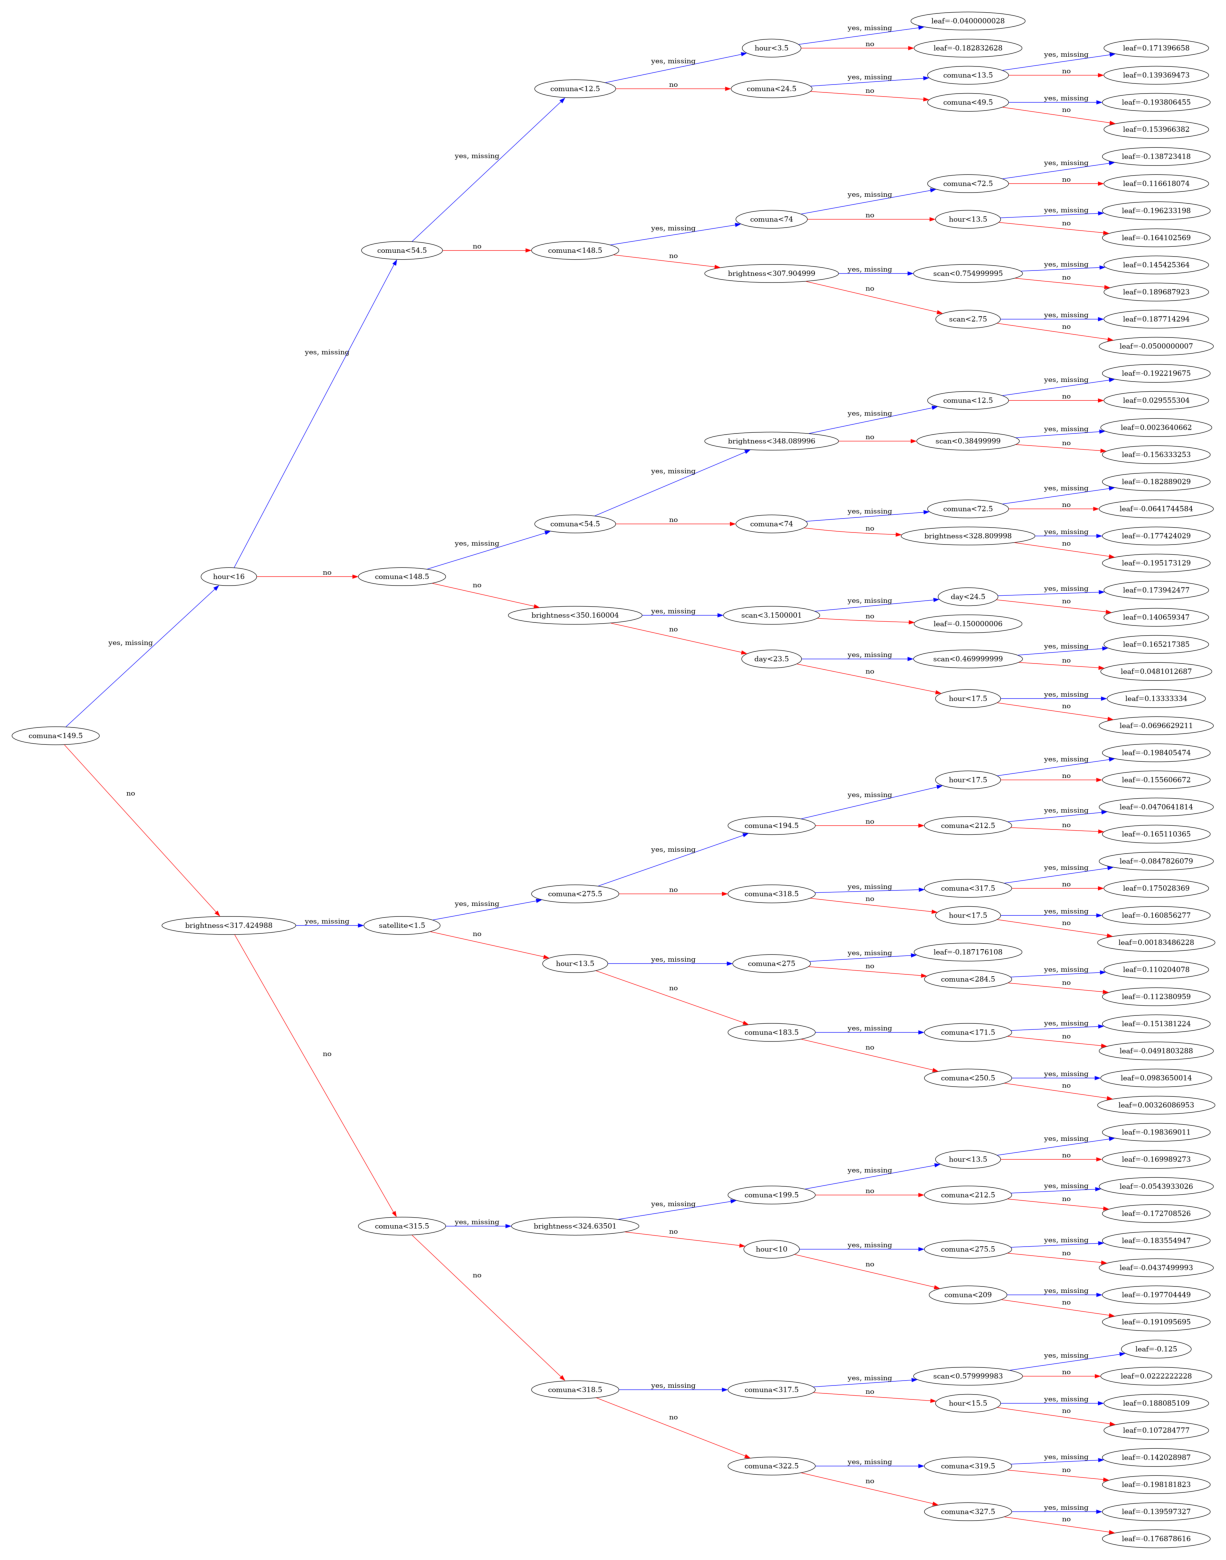 leaf=-0.0400000028
yes, missing
hour<3.5
no
leaf=-0.182832628
leaf=0.171396658
yes, missing
yes, missing
comuna<13.5
no
leaf=0.139369473
comuna<12.5
no
comuna<24.5
yes, missing
no
comuna<49.5
yes, missing
leaf=-0.193806455
no
leaf=0.153966382
yes, missing
leaf=-0.138723418
yes, missing
comuna<72.5
no
leaf=0.116618074
yes, missing
comuna<74
no
hour<13.5
yes, missing
leaf=-0.196233198
no
leaf=-0.164102569
comuna<54.5
no
comuna<148.5
yes, missing
no
brightness<307.904999
yes, missing
scan<0.754999995
yes, missing
leaf=0.145425364
no
leaf=0.189687923
no
scan<2.75
yes, missing
leaf=0.187714294
no
leaf=-0.0500000007
yes, missing
leaf=-0.192219675
yes, missing
comuna<12.5
no
leaf=0.029555304
yes, missing
brightness<348.089996
no
scan<0.38499999
yes, missing
leaf=0.0023640662
no
leaf=-0.156333253
yes, missing
leaf=-0.182889029
yes, missing
comuna<72.5
no
leaf=-0.0641744584
yes, missing
comuna<54.5
no
comuna<74
yes, missing
no
brightness<328.809998
yes, missing
leaf=-0.177424029
no
leaf=-0.195173129
hour<16
no
comuna<148.5
yes, missing
no
brightness<350.160004
yes, missing
scan<3.1500001
yes, missing
day<24.5
yes, missing
leaf=0.173942477
no
leaf=0.140659347
no
leaf=-0.150000006
no
day<23.5
yes, missing
scan<0.469999999
yes, missing
leaf=0.165217385
no
leaf=0.0481012687
no
hour<17.5
yes, missing
leaf=0.13333334
no
leaf=-0.0696629211
yes, missing
comuna<149.5
no
yes, missing
leaf=-0.198405474
yes, missing
hour<17.5
no
leaf=-0.155606672
yes, missing
comuna<194.5
no
comuna<212.5
yes, missing
leaf=-0.0470641814
no
leaf=-0.165110365
yes, missing
comuna<275.5
no
comuna<318.5
yes, missing
comuna<317.5
yes, missing
leaf=-0.0847826079
no
leaf=0.175028369
no
hour<17.5
yes, missing
leaf=-0.160856277
no
leaf=0.00183486228
brightness<317.424988
yes, missing
satellite<1.5
no
hour<13.5
yes, missing
comuna<275
yes, missing
leaf=-0.187176108
no
comuna<284.5
yes, missing
leaf=0.110204078
no
leaf=-0.112380959
no
comuna<183.5
yes, missing
comuna<171.5
yes, missing
leaf=-0.151381224
no
leaf=-0.0491803288
no
comuna<250.5
yes, missing
leaf=0.0983650014
no
leaf=0.00326086953
no
yes, missing
leaf=-0.198369011
yes, missing
hour<13.5
no
leaf=-0.169989273
yes, missing
comuna<199.5
no
comuna<212.5
yes, missing
leaf=-0.0543933026
no
leaf=-0.172708526
comuna<315.5
yes, missing
brightness<324.63501
no
hour<10
yes, missing
comuna<275.5
yes, missing
leaf=-0.183554947
no
leaf=-0.0437499993
no
comuna<209
yes, missing
leaf=-0.197704449
no
leaf=-0.191095695
no
comuna<318.5
yes, missing
comuna<317.5
yes, missing
scan<0.579999983
yes, missing
leaf=-0.125
no
leaf=0.0222222228
no
hour<15.5
yes, missing
leaf=0.188085109
no
leaf=0.107284777
no
comuna<322.5
yes, missing
comuna<319.5
yes, missing
leaf=-0.142028987
no
leaf=-0.198181823
no
comuna<327.5
yes, missing
leaf=-0.139597327
no
leaf=-0.176878616